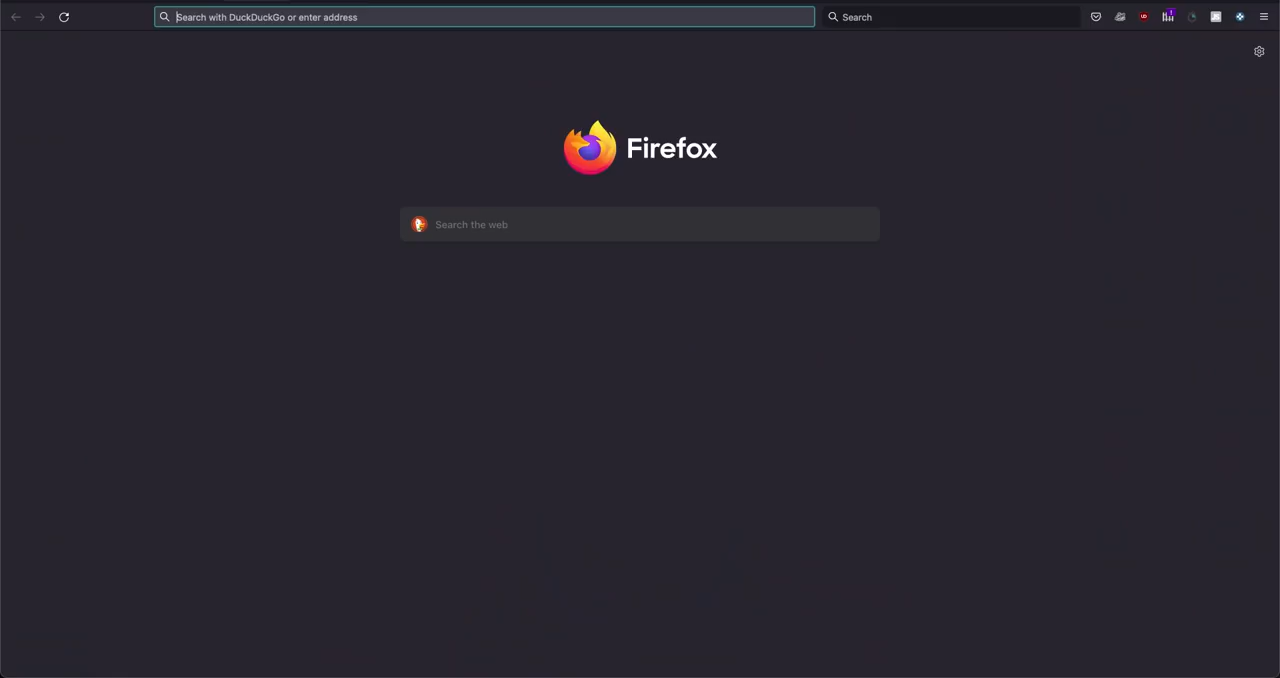 Search with DuckDuckGo or enter address
Search
Firefox
Search the web